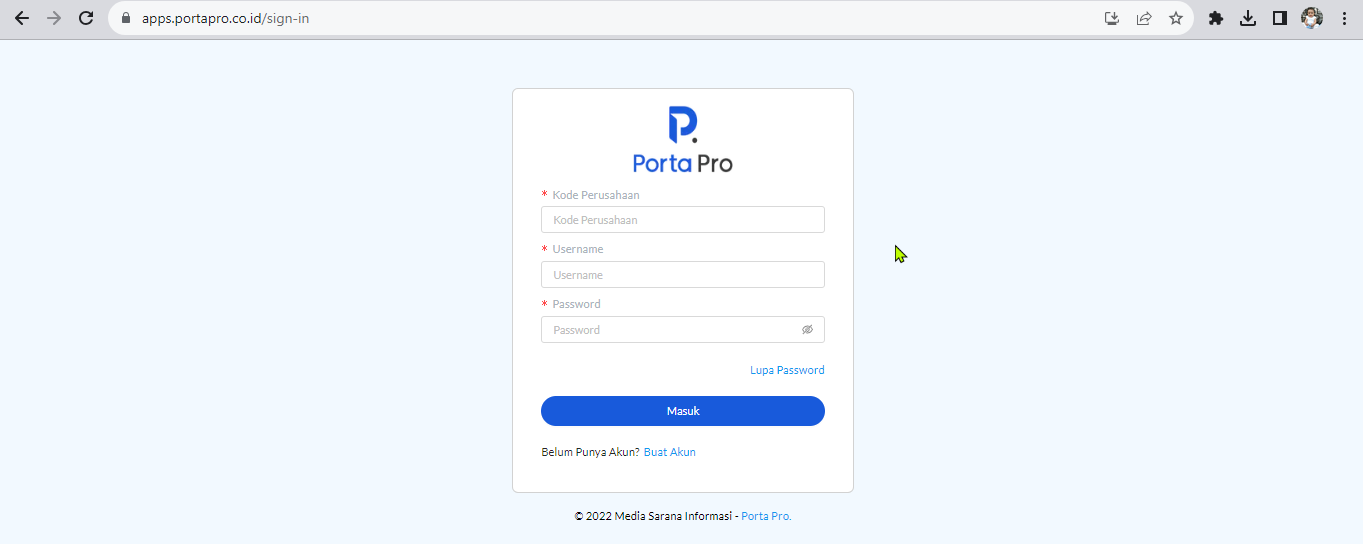 apps.portapro.co.id/sign-in
Porta Pro
* Kode Perusahaan
Kode Perusahaan
* Username
Username
* Password
Password
Lupa Password
Masuk
Belum Punya Akun? Buat Akun
© 2022 Media Sarana Informasi - Porta Pro.